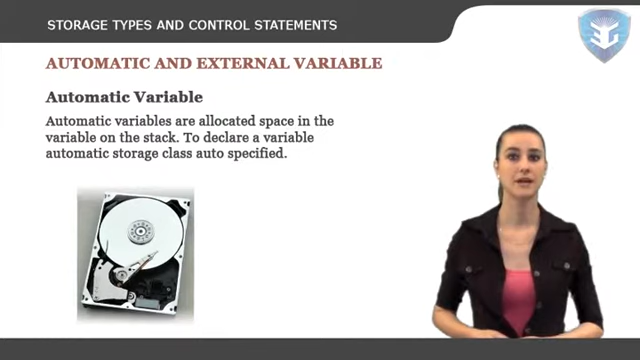 STORAGE TYPES AND CONTROL STATEMENTS
AUTOMATIC AND EXTERNAL VARIABLE
Automatic Variable
Automatic variables are allocated space in the
variable on the stack. To declare a variable
automatic storage class auto specified.